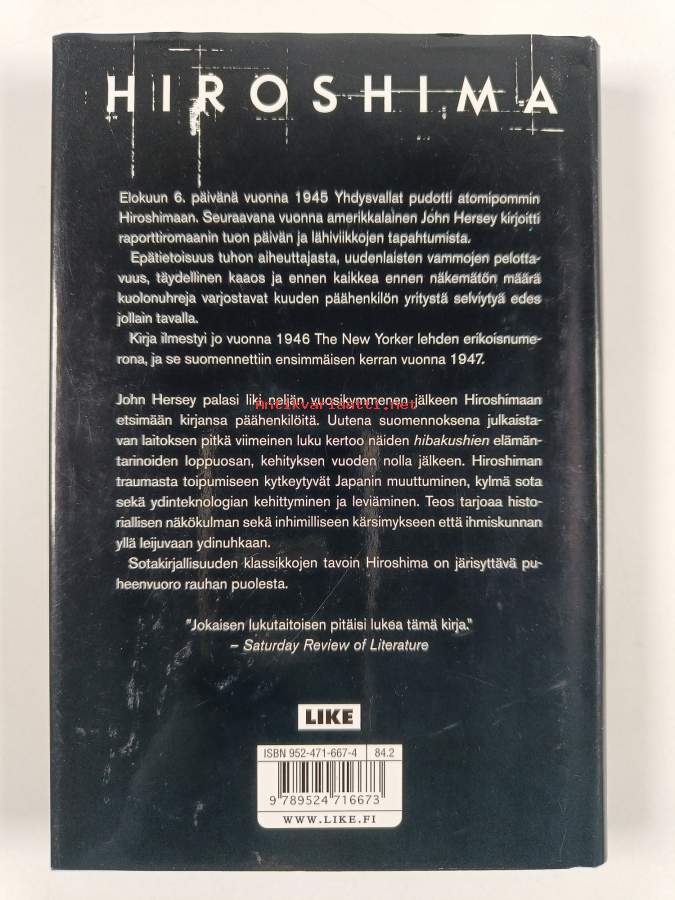 HIROSHIMA
Elokuun 6. päivänä vuonna 1945 Yhdysvallat pudotti atomipommin
Hiroshimaan. Seuraavana vuonna amerikkalainen John Hersey kirjoitti
raporttiromaanin tuon päivän ja lähiviikkojen tapahtumista.
Epätietoisuus tuhon aiheuttajasta, uudenlaisten vammojen pelotta-
vuus, täydellinen kaaos ja ennen kaikkea ennen näkemätön määrä
kuolonuhreja varjostavat kuuden päähenkilön yritystä selviytyä edes
jollain tavalla.
Kirja ilmestyi jo vuonna 1946 The New Yorker lehden erikoisnume-
rona, ja se suomennettiin ensimmäisen kerran vuonna 1947.
John Hersey palasi liki neljän vuosikymmenen jälkeen Hiroshimaan
Antikvariaatti.net
etsimään kirjansa päähenkilöitä. Uutena suomennoksena julkaista-
van laitoksen pitkä viimeinen luku kertoo näiden hibakushien elämän-
tarinoiden loppuosan, kehityksen vuoden nolla jälkeen. Hiroshiman
traumasta toipumiseen kytkeytyvät Japanin muuttuminen, kylmä sota
sekä ydinteknologian kehittyminen ja leviäminen. Teos tarjoaa histo-
riallisen näkökulman sekä inhimilliseen kärsimykseen että ihmiskunnan
yllä leijuvaan ydinuhkaan.
Sotakirjallisuuden klassikkojen tavoin Hiroshima on järisyttävä pu-
heenvuoro rauhan puolesta.
"Jokaisen lukutaitoisen pitäisi lukea tämä kirja."
– Saturday Review of Literature
LIKE
ISBN 952-471-667-4 84.2
9 789524 716673
WWW.LIKE.FI